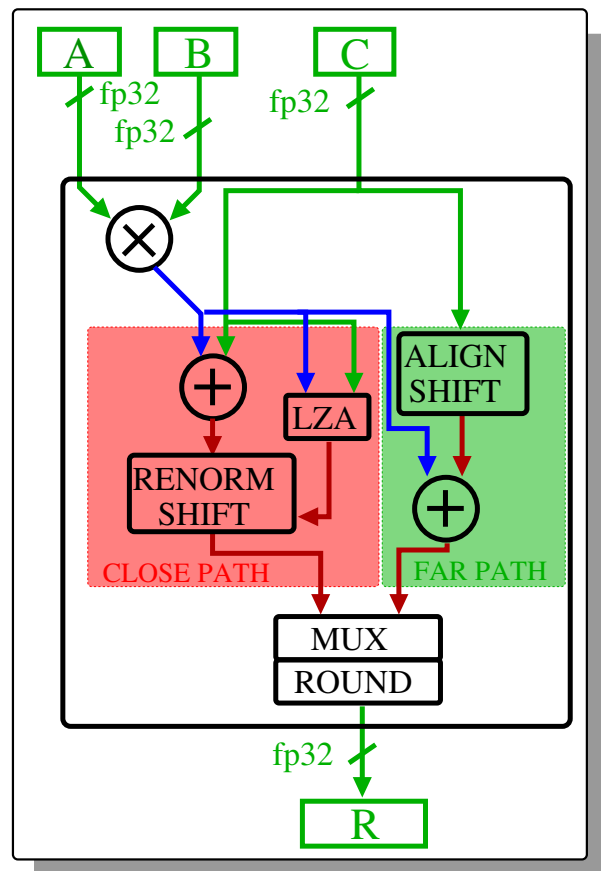 A B C
fp32
fp32
fp32
ALIGN
SHIFT
LZA
RENORM
SHIFT
CLOSE PATH
FAR PATH
MUX
ROUND
fp32
R